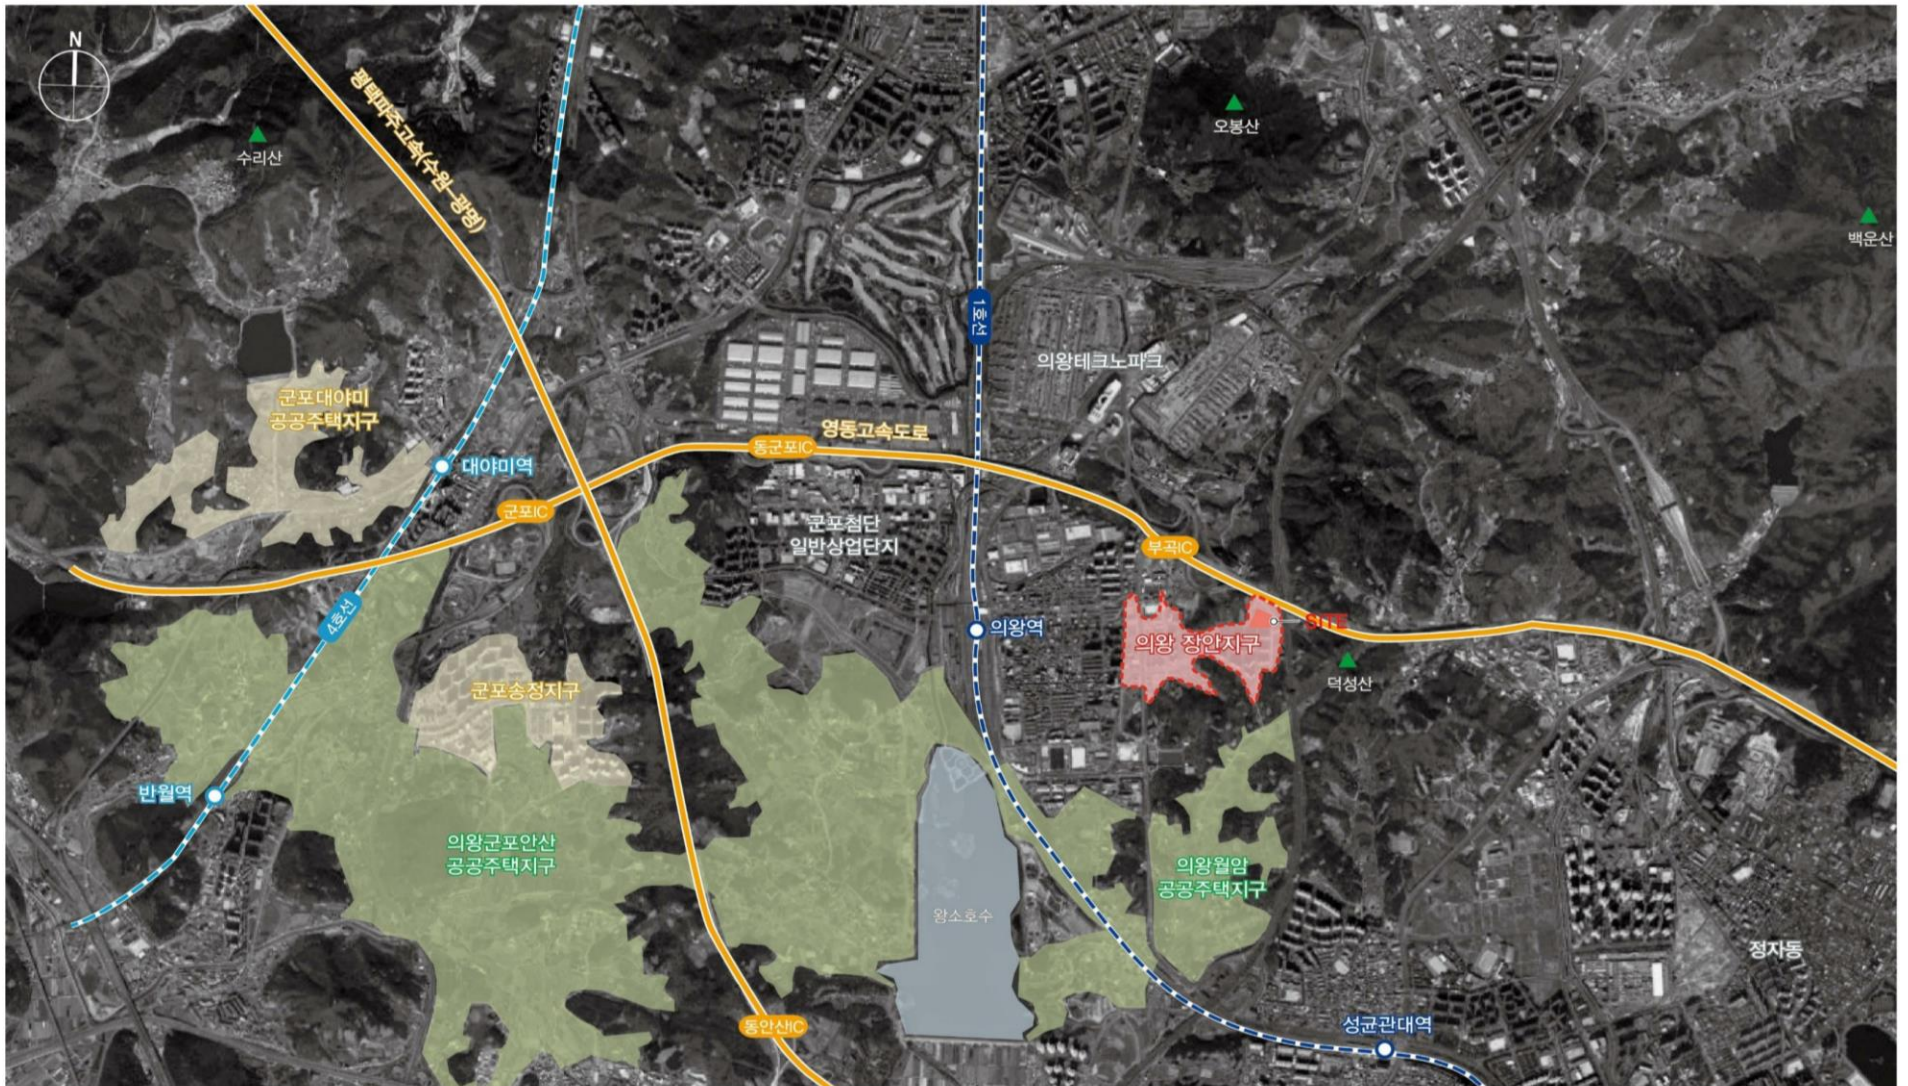 N
수리산
평택파주고속(수원-광명)
오봉산
백운산
1호선
의왕테크노파크
군포대야미
공공주택지구
대야미역
영동고속도로
동군포IC
군포IC
군포첨단
일반상업단지
부곡IC
4호선
의왕역
의왕 장안지구
SITE
덕성산
군포송정지구
반월역
의왕군포안산
공공주택지구
의왕월암
공공주택지구
왕소호수
정자동
동안산IC
성균관대역